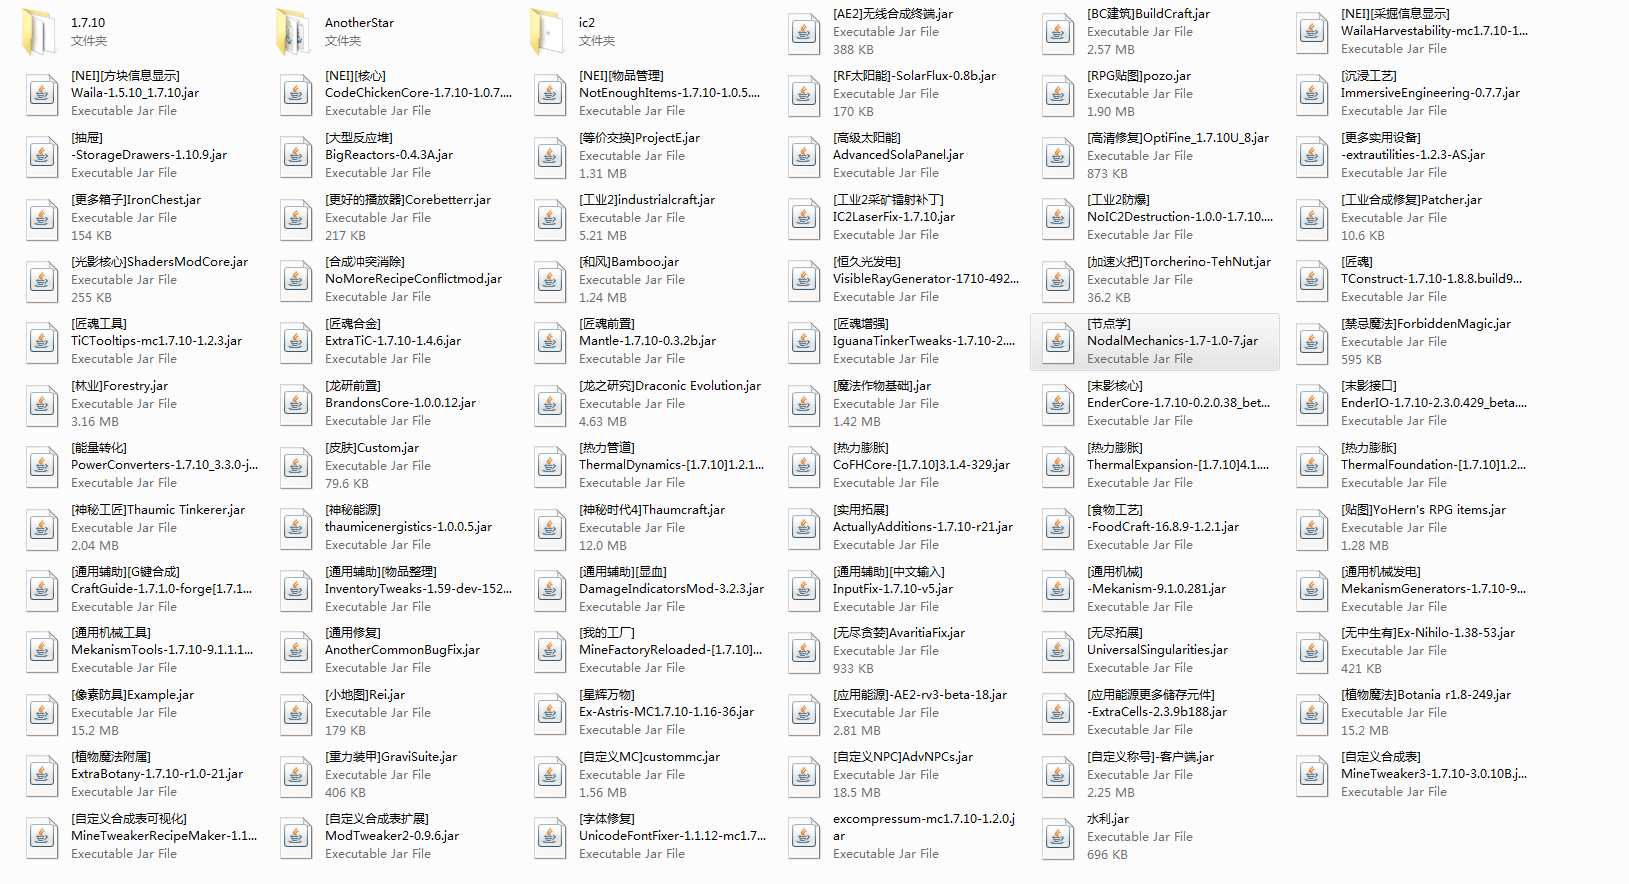 1.7.10
文件夹
AnotherStar
文件夹
ic2
文件夹
[AE2]无线合成终端.jar
Executable Jar File
388 KB
[BC建筑]BuildCraft.jar
Executable Jar File
2.57 MB
[NEI][采掘信息显示]
WailaHarvestability-mc1.7.10-1...
Executable Jar File
[NEI][方块信息显示]
Waila-1.5.10_1.7.10.jar
Executable Jar File
[NEI][核心]
CodeChickenCore-1.7.10-1.0.7....
Executable Jar File
[NEI][物品管理]
NotEnoughItems-1.7.10-1.0.5....
Executable Jar File
[RF太阳能]-SolarFlux-0.8b.jar
Executable Jar File
170 KB
[RPG贴图]pozo.jar
Executable Jar File
1.90 MB
[沉浸工艺]
ImmersiveEngineering-0.7.7.jar
Executable Jar File
[抽屉]
-StorageDrawers-1.10.9.jar
Executable Jar File
[大型反应堆]
BigReactors-0.4.3A.jar
Executable Jar File
[等价交换]ProjectE.jar
Executable Jar File
1.31 MB
[高级太阳能]
AdvancedSolaPanel.jar
Executable Jar File
[高清修复]OptiFine_1.7.10U_8.jar
Executable Jar File
873 KB
[更多实用设备]
-extrautilities-1.2.3-AS.jar
Executable Jar File
[更多箱子]IronChest.jar
Executable Jar File
154 KB
[更好的播放器]Corebetterr.jar
Executable Jar File
217 KB
[工业2]industrialcraft.jar
Executable Jar File
5.21 MB
[工业2采矿镭射补丁]
IC2LaserFix-1.7.10.jar
Executable Jar File
[工业2防爆]
NoIC2Destruction-1.0.0-1.7.10....
Executable Jar File
[工业合成修复]Patcher.jar
Executable Jar File
10.6 KB
[光影核心]ShadersModCore.jar
Executable Jar File
255 KB
[合成冲突消除]
NoMoreRecipeConflictmod.jar
Executable Jar File
[和风]Bamboo.jar
Executable Jar File
1.24 MB
[恒久光发电]
VisibleRayGenerator-1710-492...
Executable Jar File
[加速火把]Torcherino-TehNut.jar
Executable Jar File
36.2 KB
[匠魂]
TConstruct-1.7.10-1.8.8.build9...
Executable Jar File
[匠魂工具]
TiCTooltips-mc1.7.10-1.2.3.jar
Executable Jar File
[匠魂合金]
ExtraTiC-1.7.10-1.4.6.jar
Executable Jar File
[匠魂前置]
Mantle-1.7.10-0.3.2b.jar
Executable Jar File
[匠魂增强]
IguanaTinkerTweaks-1.7.10-2....
Executable Jar File
[节点学]
NodalMechanics-1.7-1.0-7.jar
Executable Jar File
[禁忌魔法]ForbiddenMagic.jar
Executable Jar File
595 KB
[林业]Forestry.jar
Executable Jar File
3.16 MB
[龙研前置]
BrandonsCore-1.0.0.12.jar
Executable Jar File
[龙之研究]Draconic Evolution.jar
Executable Jar File
4.63 MB
[魔法作物基础].jar
Executable Jar File
1.42 MB
[末影核心]
EnderCore-1.7.10-0.2.0.38_bet...
Executable Jar File
[末影接口]
EnderIO-1.7.10-2.3.0.429_beta....
Executable Jar File
[能量转化]
PowerConverters-1.7.10_3.3.0-j...
Executable Jar File
[皮肤]Custom.jar
Executable Jar File
79.6 KB
[热力管道]
ThermalDynamics-[1.7.10]1.2.1...
Executable Jar File
[热力膨胀]
CoFHCore-[1.7.10]3.1.4-329.jar
Executable Jar File
[热力膨胀]
ThermalExpansion-[1.7.10]4.1....
Executable Jar File
[热力膨胀]
ThermalFoundation-[1.7.10]1.2...
Executable Jar File
[神秘工匠]Thaumic Tinkerer.jar
Executable Jar File
2.04 MB
[神秘能源]
thaumicenergistics-1.0.0.5.jar
Executable Jar File
[神秘时代4]Thaumcraft.jar
Executable Jar File
12.0 MB
[实用拓展]
ActuallyAdditions-1.7.10-r21.jar
Executable Jar File
[食物工艺]
-FoodCraft-16.8.9-1.2.1.jar
Executable Jar File
[贴图]YoHern's RPG items.jar
Executable Jar File
1.28 MB
[通用辅助][G键合成]
CraftGuide-1.7.1.0-forge[1.7.1...
Executable Jar File
[通用辅助][物品整理]
InventoryTweaks-1.59-dev-152...
Executable Jar File
[通用辅助][显血]
DamageIndicatorsMod-3.2.3.jar
Executable Jar File
[通用辅助][中文输入]
InputFix-1.7.10-v5.jar
Executable Jar File
[通用机械]
-Mekanism-9.1.0.281.jar
Executable Jar File
[通用机械发电]
MekanismGenerators-1.7.10-9...
Executable Jar File
[通用机械工具]
MekanismTools-1.7.10-9.1.1.1...
Executable Jar File
[通用修复]
AnotherCommonBugFix.jar
Executable Jar File
[我的工厂]
MineFactoryReloaded-[1.7.10]...
Executable Jar File
[无尽贪婪]AvaritiaFix.jar
Executable Jar File
933 KB
[无尽拓展]
UniversalSingularities.jar
Executable Jar File
[无中生有]Ex-Nihilo-1.38-53.jar
Executable Jar File
421 KB
[像素防具]Example.jar
Executable Jar File
15.2 MB
[小地图]Rei.jar
Executable Jar File
179 KB
[星辉万物]
Ex-Astris-MC1.7.10-1.16-36.jar
Executable Jar File
[应用能源]-AE2-rv3-beta-18.jar
Executable Jar File
2.81 MB
[应用能源更多储存元件]
-ExtraCells-2.3.9b188.jar
Executable Jar File
[植物魔法]Botania r1.8-249.jar
Executable Jar File
15.2 MB
[植物魔法附属]
ExtraBotany-1.7.10-r1.0-21.jar
Executable Jar File
[重力装甲]GraviSuite.jar
Executable Jar File
406 KB
[自定义MC]custommc.jar
Executable Jar File
1.56 MB
[自定义NPC]AdvNPCs.jar
Executable Jar File
18.5 MB
[自定义称号]-客户端.jar
Executable Jar File
2.25 MB
[自定义合成表]
MineTweaker3-1.7.10-3.0.10B.j...
Executable Jar File
[自定义合成表可视化]
MineTweakerRecipeMaker-1.1...
Executable Jar File
[自定义合成表扩展]
ModTweaker2-0.9.6.jar
Executable Jar File
[字体修复]
UnicodeFontFixer-1.1.12-mc1.7...
Executable Jar File
excompressum-mc1.7.10-1.2.0.j
ar
Executable Jar File
水利.jar
Executable Jar File
696 KB